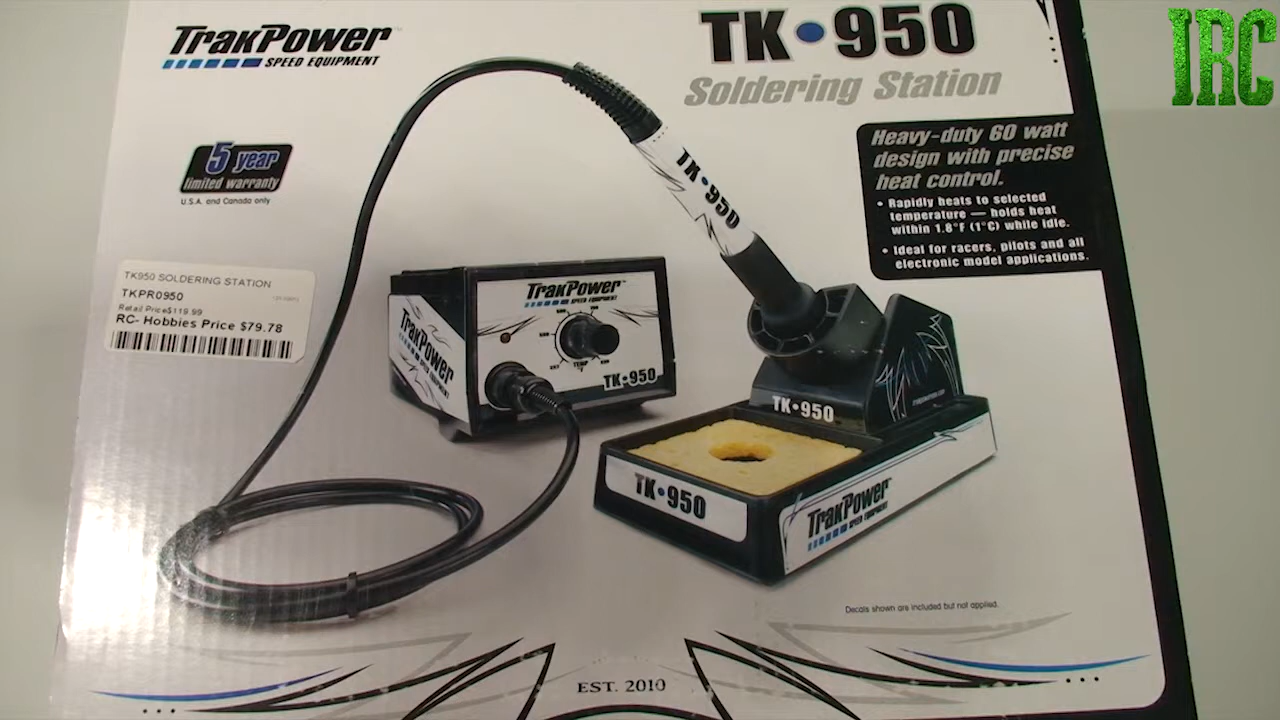 TrakPower
SPEED EQUIPMENT
TK•950
Soldering Station
IRC
5 year
limited warranty
U.S.A. and Canada only
Heavy-duty 60 watt
design with precise
heat control.
• Rapidly heats to selected
temperature — holds heat
within 1.8°F (1°C) while idle.
• Ideal for racers, pilots and all
electronic model applications.
TK950 SOLDERING STATION
TKPR0950
Retail Price$119.99
RC- Hobbies Price $79.78
TK•950
TrakPower
SPEED EQUIPMENT
TEMP
TK•950
TrakPower
SPEED EQUIPMENT
TK•950
TK•950
TrakPower
SPEED EQUIPMENT
Decals shown are included but not applied.
EST. 2010